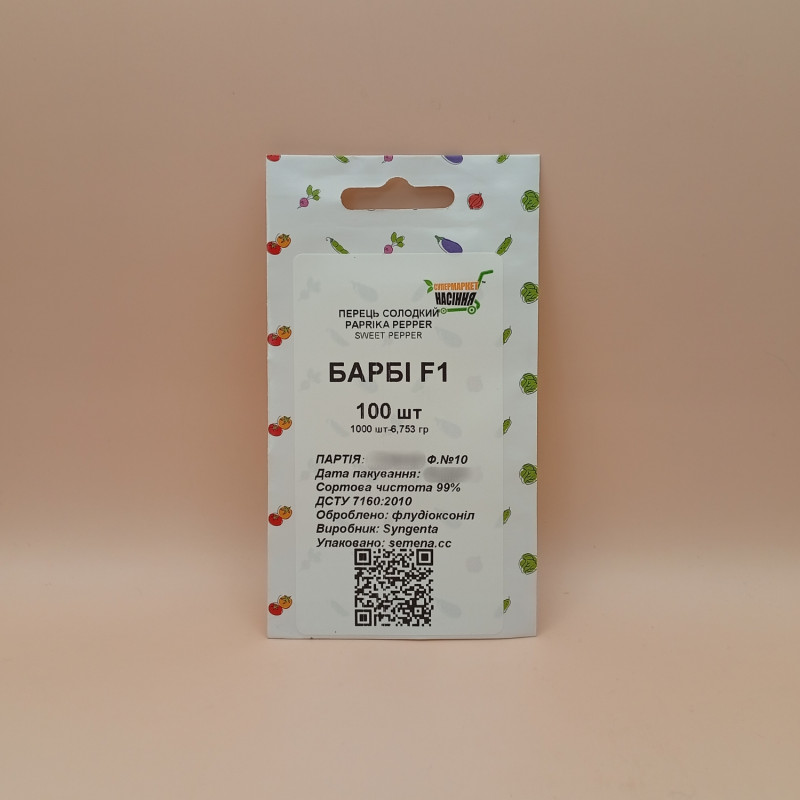 СУПЕРМАРКЕТ
НАСІННЯ
ПЕРЕЦЬ СОЛОДКИЙ
PAPRIKA PEPPER
SWEET PEPPER
БАРБІ F1
100 шт
1000 шт-6,753 гр
ПАРТІЯ: Ф.№10
Дата пакування:
Сортова чистота 99%
ДСТУ 7160:2010
Оброблено: флудіоксоніл
Виробник: Syngenta
Упаковано: semena.cc